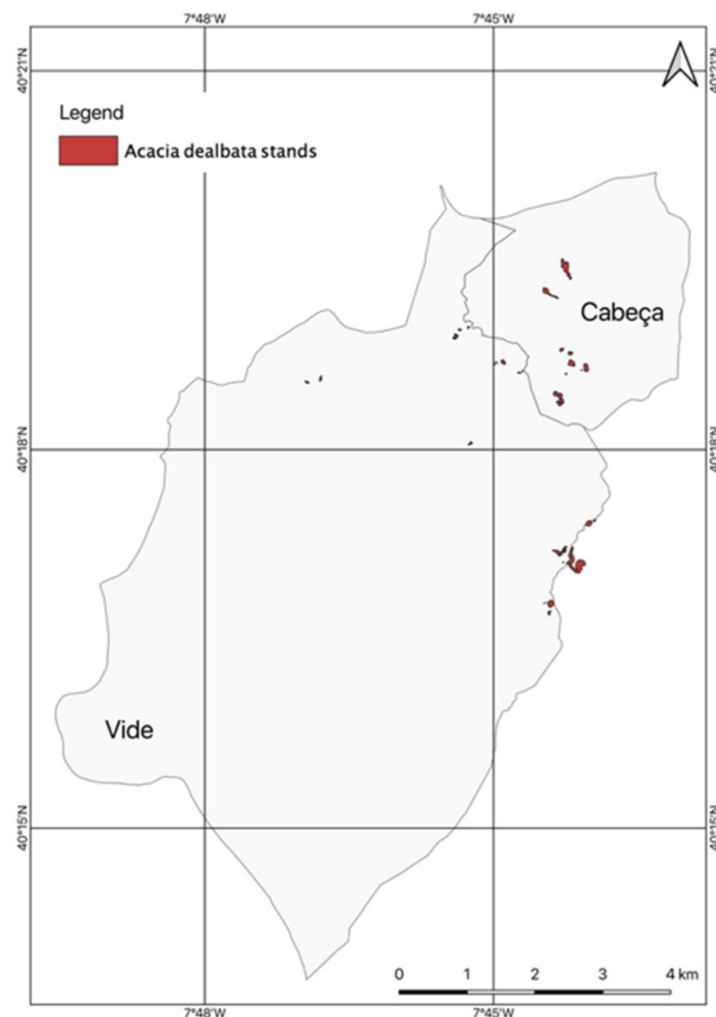 7°48'W 7°45'W
40°21'N 40°21'N
Legend
Acacia dealbata stands
Cabeça
40°18'N 40°18'N
Vide
40°15'N 40°15'N
0 1 2 3 4 km
7°48'W 7°45'W